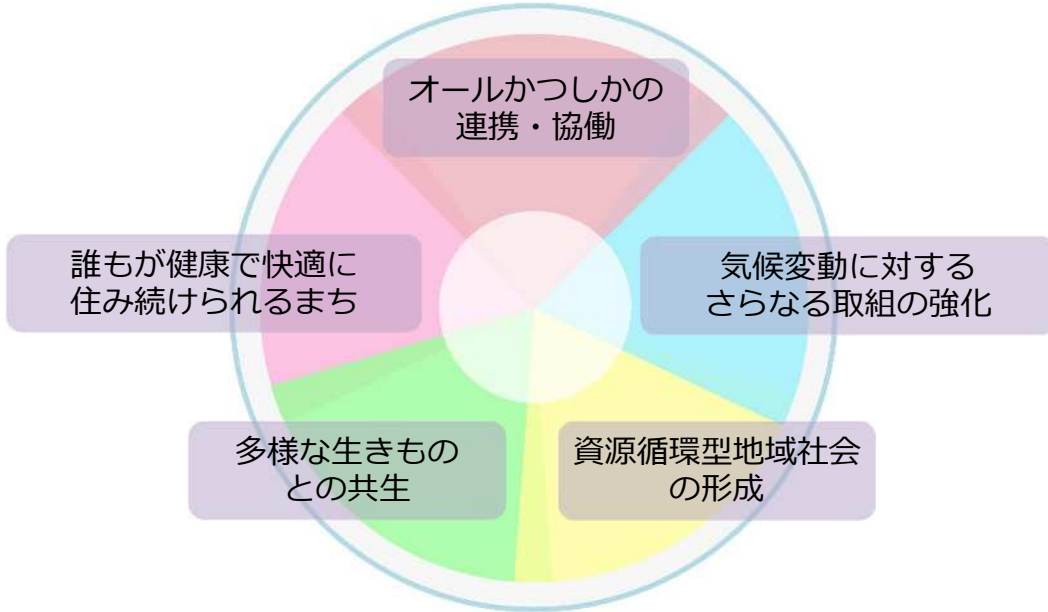 オールかつしかの
連携・協働
誰もが健康で快適に
住み続けられるまち
気候変動に対する
さらなる取組の強化
多様な生きもの
との共生
資源循環型地域社会
の形成